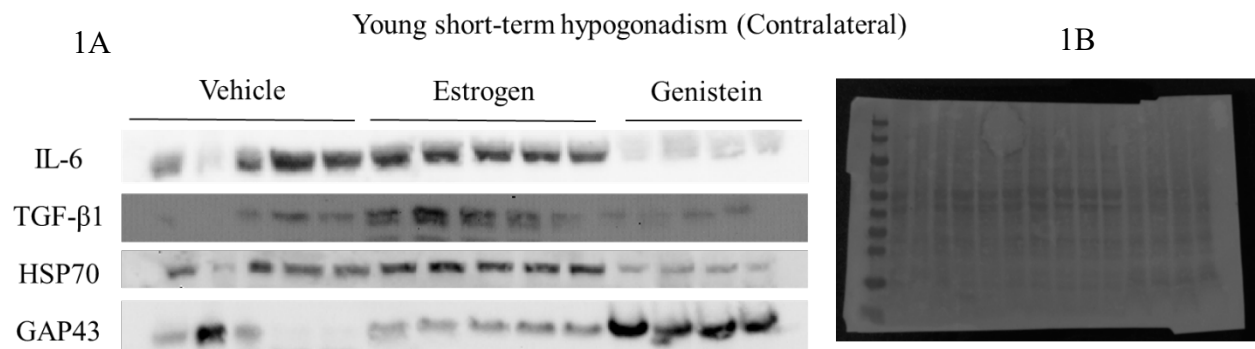 Young short-term hypogonadism (Contralateral)
1A
1B
Vehicle Estrogen Genistein
IL-6
TGF-β1
HSP70
GAP43